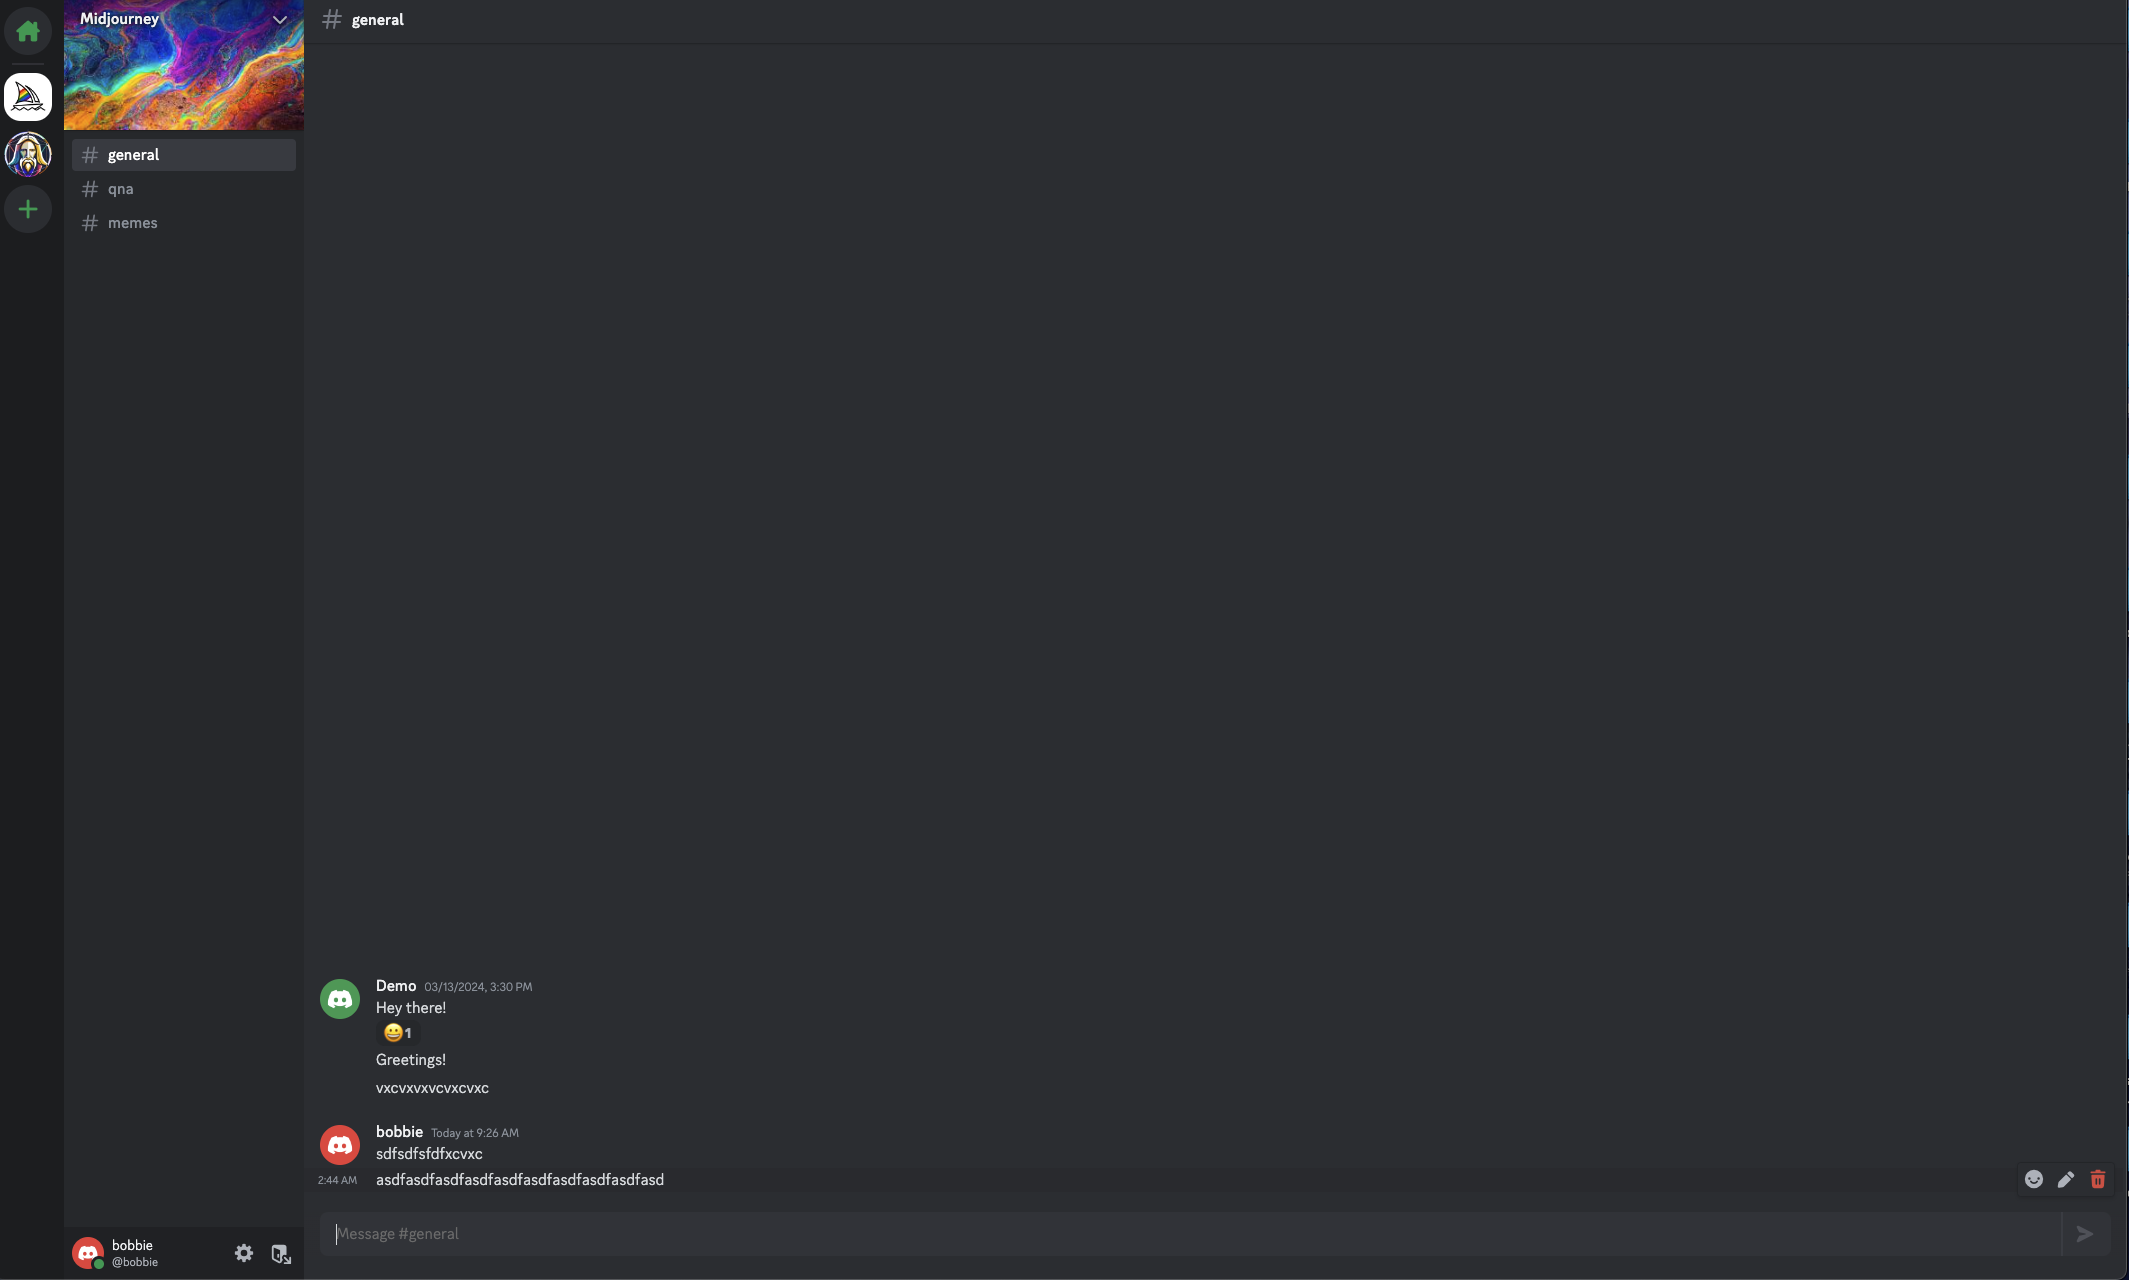 Midjourney
general
qna
memes
general
Demo 03/13/2024, 3:30 PM
Hey there!
1
Greetings!
vxcvxvxvcvxcvxc
bobbie Today at 9:26 AM
sdfsdfsfdfxcvxc
2:44 AM asdfasdfasdfasdfasdfasdfasdfasdfasdfasd
Message #general
bobbie
@bobbie